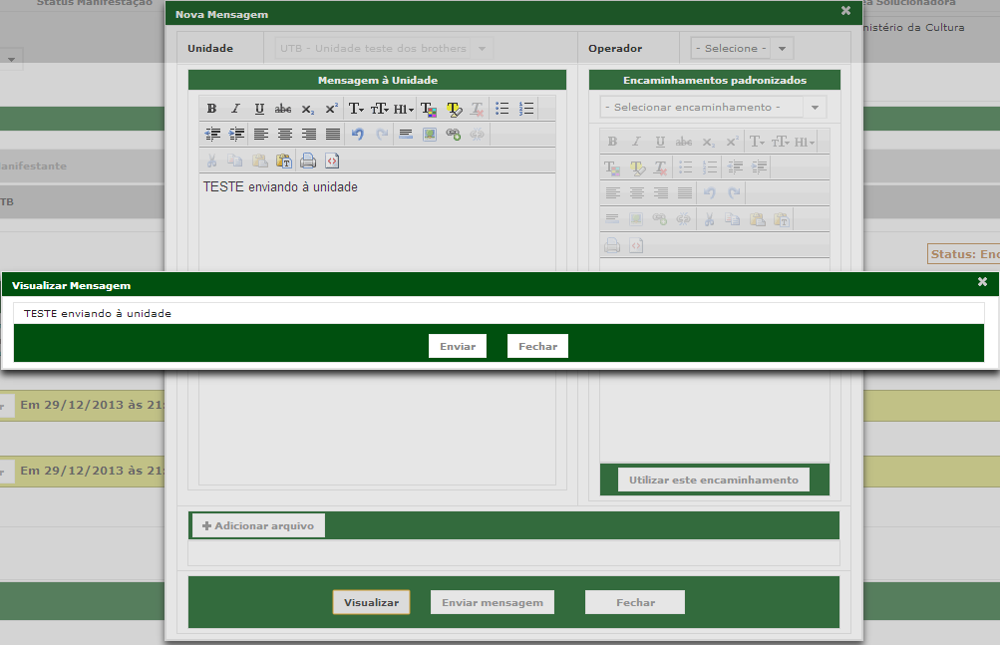 Status Manifestação
Solucionadora
Nova Mensagem
nistério da Cultura
Unidade
UTB - Unidade teste dos brothers
Operador
- Selecione -
Mensagem à Unidade
Encaminhamentos padronizados
- Selecionar encaminhamento -
anifestante
TESTE enviando à unidade
TB
Status: Enc
Visualizar Mensagem
TESTE enviando à unidade
Enviar
Fechar
Em 29/12/2013 às 21:
Em 29/12/2013 às 21:
Utilizar este encaminhamento
Adicionar arquivo
Visualizar
Enviar mensagem
Fechar